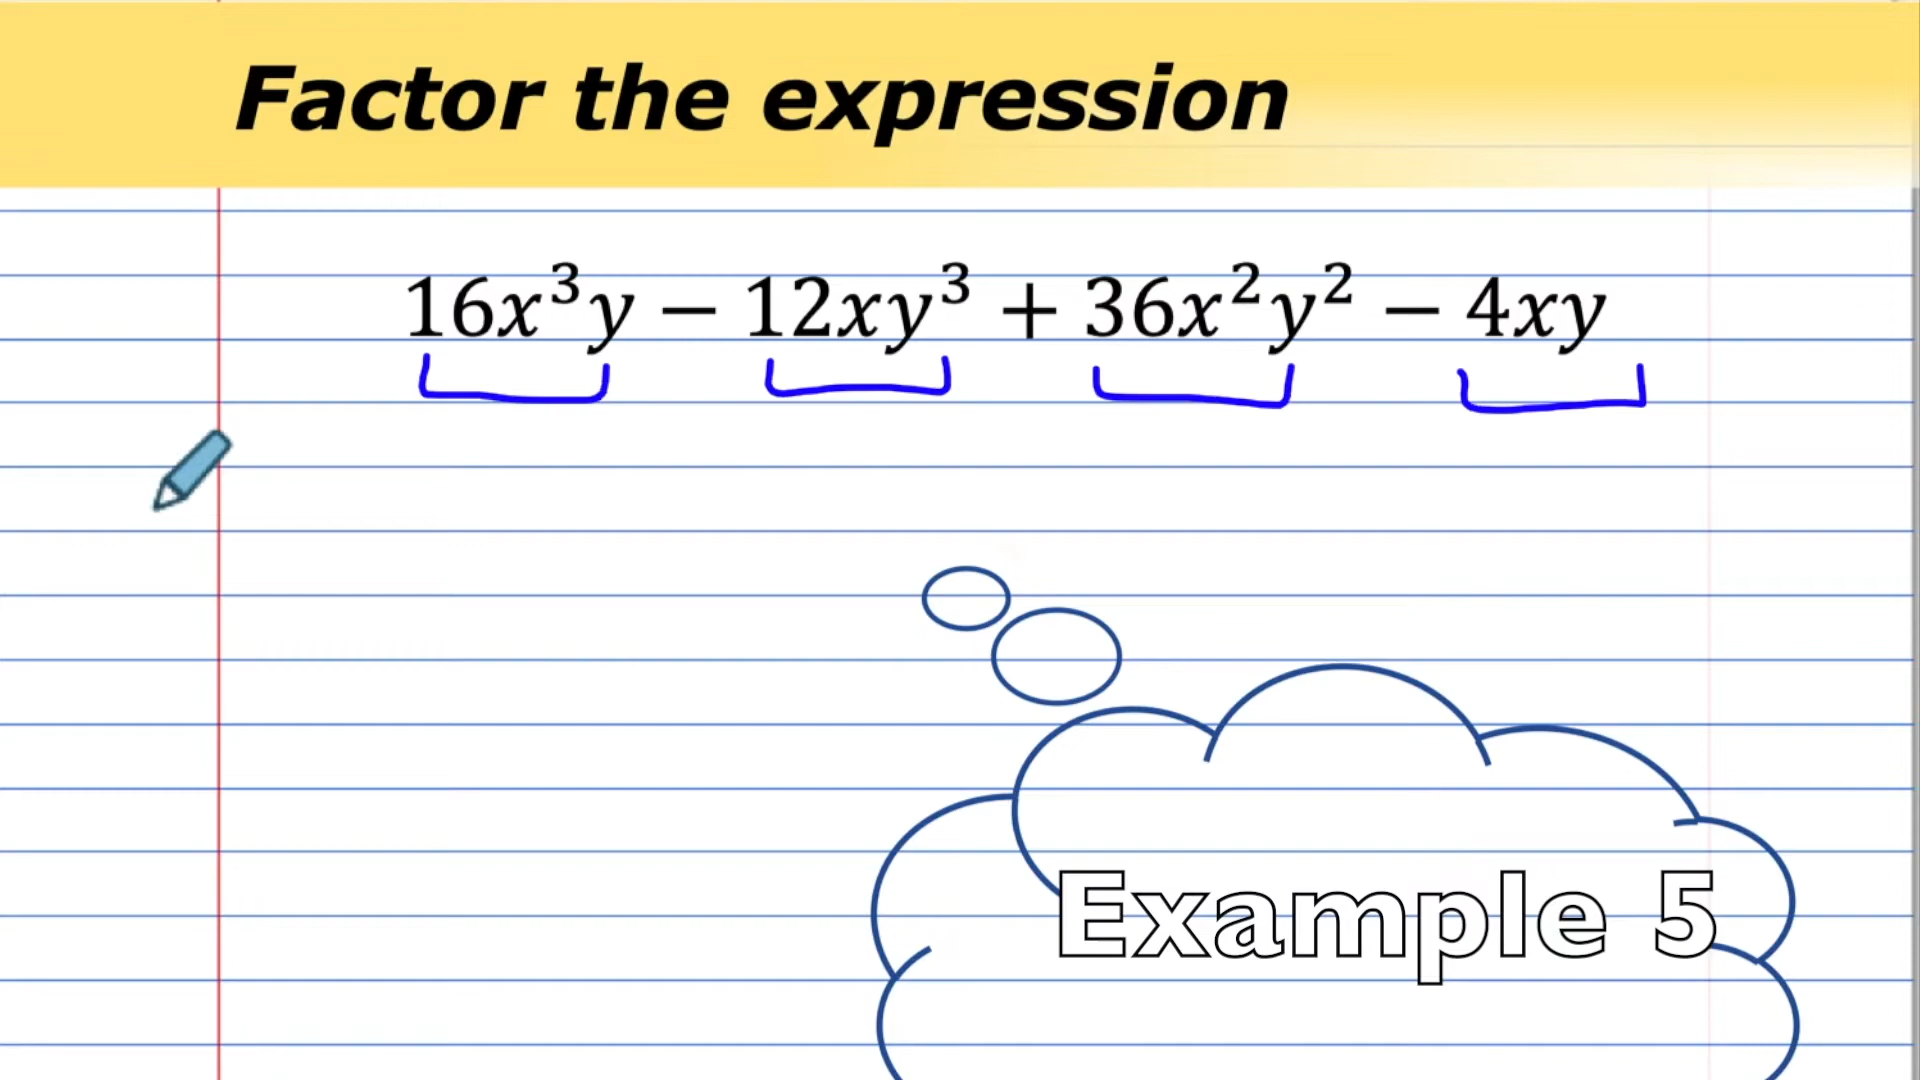 Factor the expression
16x³y − 12xy³ + 36x²y² − 4xy
Example 5